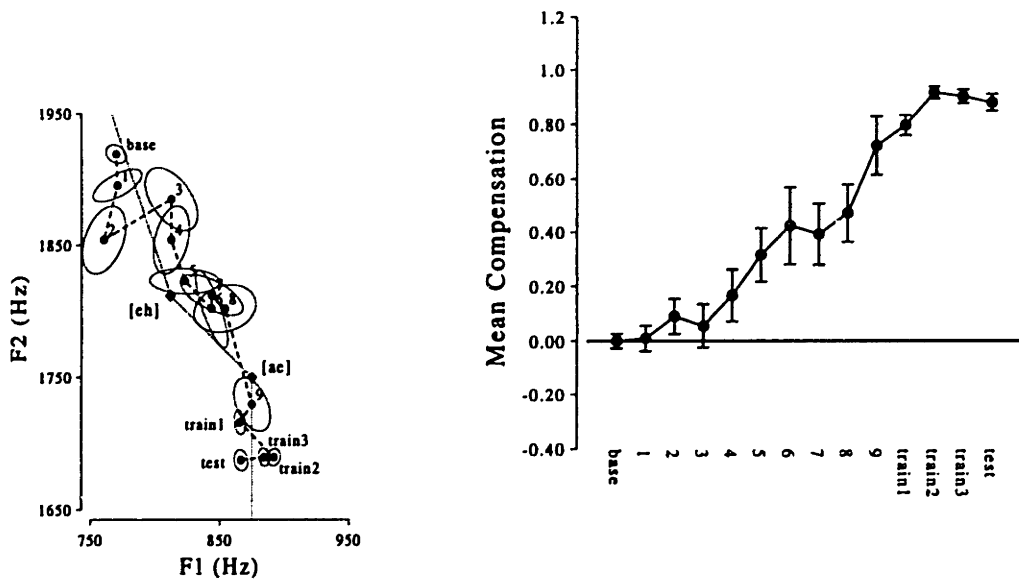 1950
1850
1750
1650
F2 (Hz)
base
1
2
3
4
5
6
7
8
[eh]
[ae]
9
train1
train3
test
train2
750
850
950
F1 (Hz)
1.2
1.0
0.80
0.60
0.40
0.20
0.00
-0.20
-0.40
Mean Compensation
base
1
2
3
4
5
6
7
8
9
train1
train2
train3
test